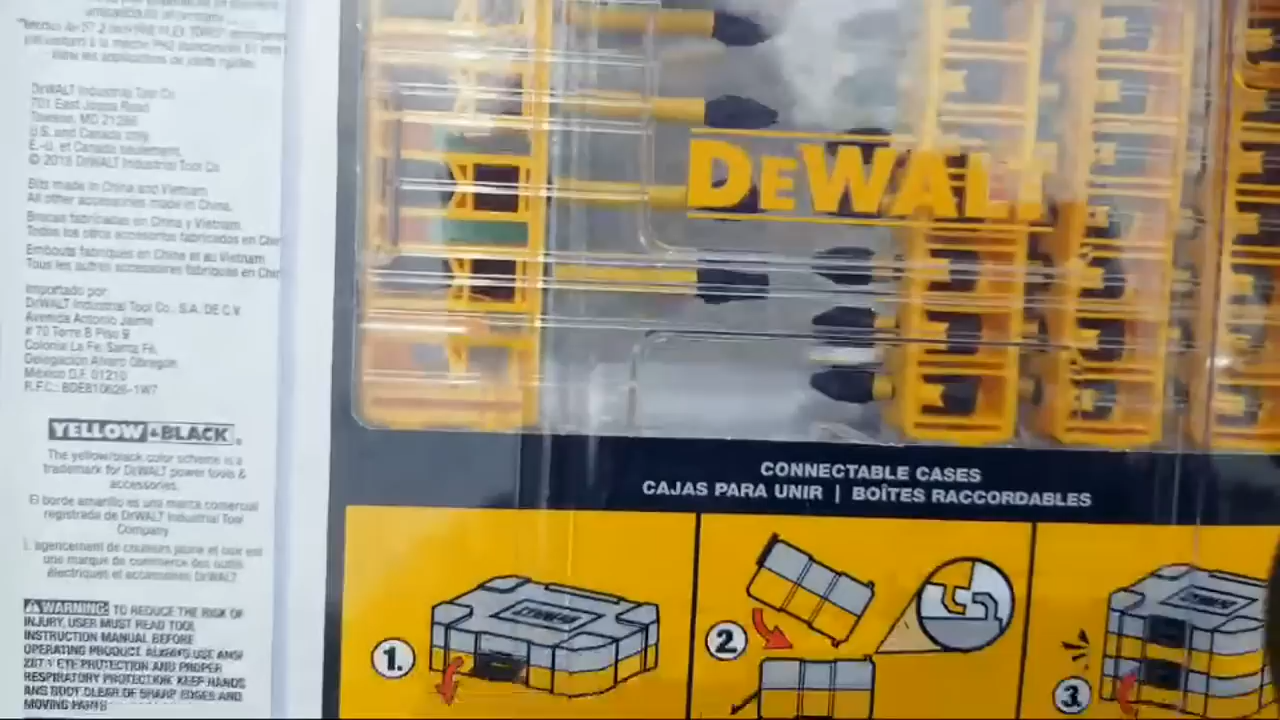 DEWALT Industrial Tool Co
701 East Joppa Road
Towson, MD 21286
U.S. and Canada only
E.-U. et Canada seulement.
© 2018 DEWALT Industrial Tool Co
Bits made in China and Vietnam
All other accessories made in China.
Brocas fabricadas en China y Vietnam.
Todos los otros accesorios fabricados en
Embouts fabriqués en Chine et au Vietnam
Tous les autres accessoires fabriqués en
Importado por:
DEWALT Industrial Tool Co., S.A. DE C.V
Avenida Antonio Jaime
# 70 Torre B Piso 9
Colonia La Fe, Santa Fé,
Delegación Alvaro Obregon
México D.F. 01210
R.F.C.: BDE810626-1W7
YELLOW & BLACK
The yellow/black color scheme is a
trademark for DEWALT power tools &
accessories.
El borde amarillo es una marca comercial
registrada de DEWALT Industrial Tool
Company
L'agencement de couleurs jaune et noir est
une marque de commerce des outils
électriques et accessoires DEWALT
WARNING: TO REDUCE THE RISK OF
INJURY, USER MUST READ TOOL
INSTRUCTION MANUAL BEFORE
OPERATING PRODUCT. ALWAYS USE ANSI
Z87.1 EYE PROTECTION AND PROPER
RESPIRATORY PROTECTION. KEEP HANDS
AND BODY CLEAR OF SHARP EDGES AND
MOVING PARTS
DEWALT
CONNECTABLE CASES
CAJAS PARA UNIR | BOÎTES RACCORDABLES
1.
2.
3.